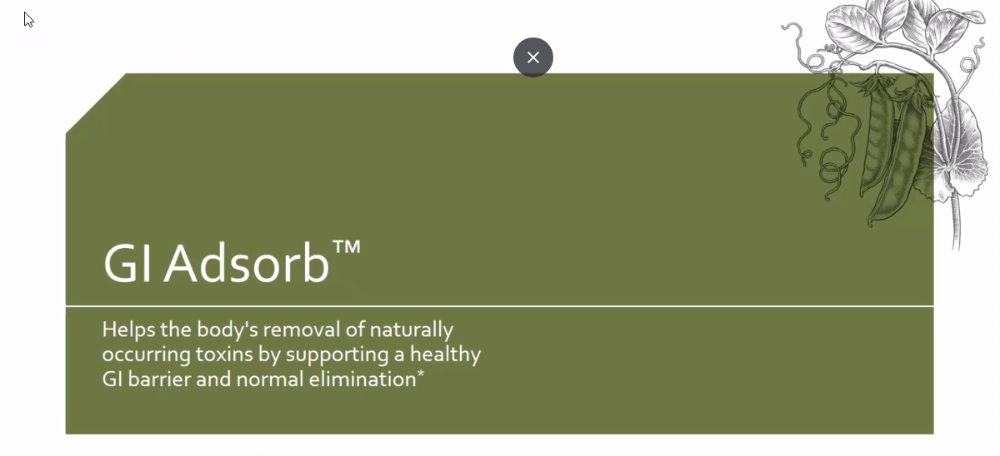 GI Adsorb™
Helps the body's removal of naturally
occurring toxins by supporting a healthy
GI barrier and normal elimination*